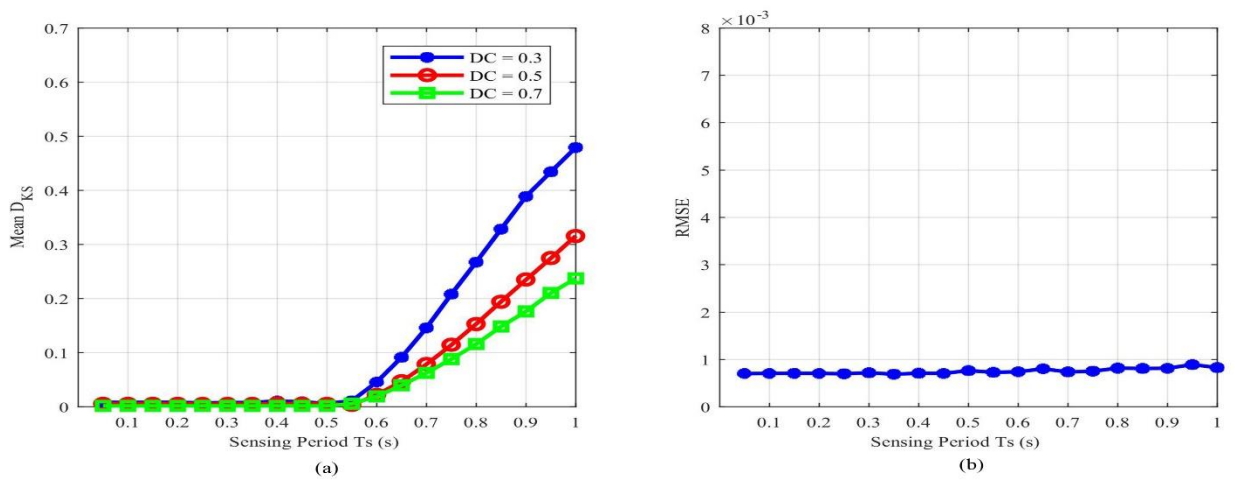 0.7
0.6
0.5
0.4
0.3
0.2
0.1
0
Mean D_KS
DC = 0.3
DC = 0.5
DC = 0.7
0.1 0.2 0.3 0.4 0.5 0.6 0.7 0.8 0.9 1
Sensing Period Ts (s)
(a)
×10⁻³
8
7
6
5
4
3
2
1
0
RMSE
0.1 0.2 0.3 0.4 0.5 0.6 0.7 0.8 0.9 1
Sensing Period Ts (s)
(b)